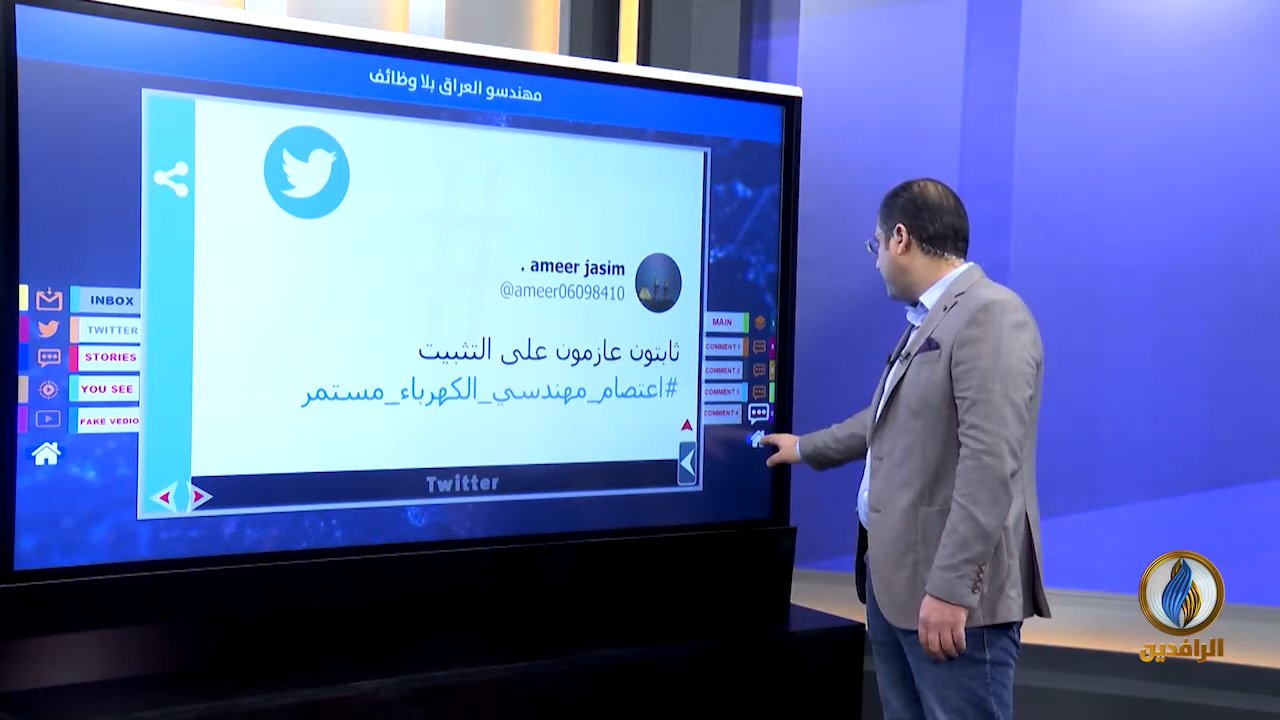 مهندسو العراق بلا وظائف
ameer jasim .
@ameer06098410
ثابتون عازمون على التثبيت
#اعتصام_مهندسي_الكهرباء_مستمر
Twitter
INBOX
TWITTER
STORIES
YOU SEE
FAKE VEDIO
MAIN
COMMENT 1
COMMENT 2
COMMENT 3
COMMENT 4
الرافدين